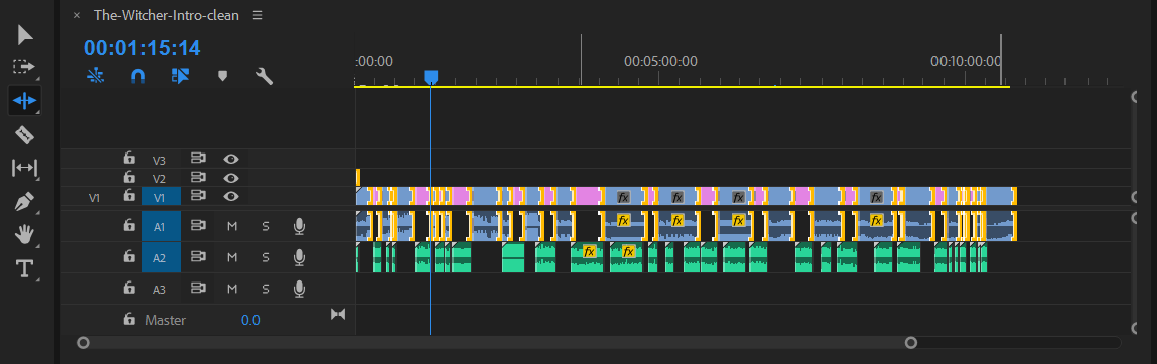 × The-Witcher-Intro-clean
00:01:15:14
:00:00 00:05:00:00 00:10:00:00
V3
V2
V1 V1 fx fx fx fx
A1 M S fx fx fx fx
A2 M S fx fx
A3 M S
Master 0.0
T